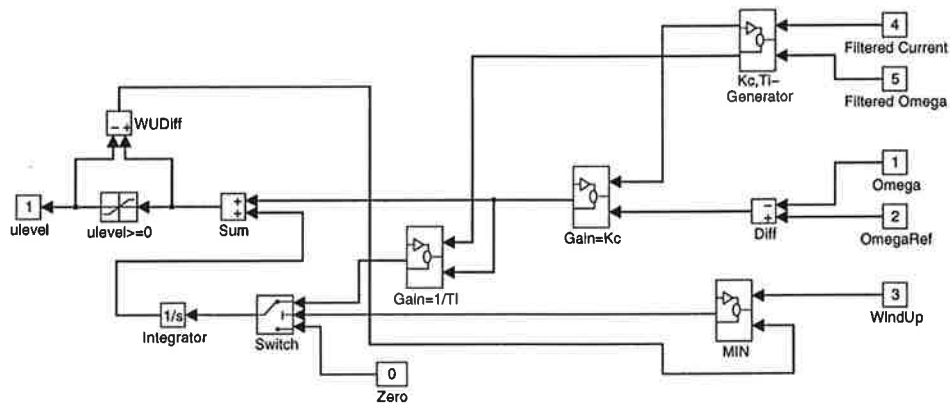 4
Filtered Current
5
Filtered Omega
Kc,Ti-
Generator
- +
WUDiff
1
ulevel
ulevel>=0
+
+
Sum
Gain=Kc
-
+
Diff
1
Omega
2
OmegaRef
Gain=1/TI
1/s
Integrator
Switch
MIN
3
WindUp
0
Zero